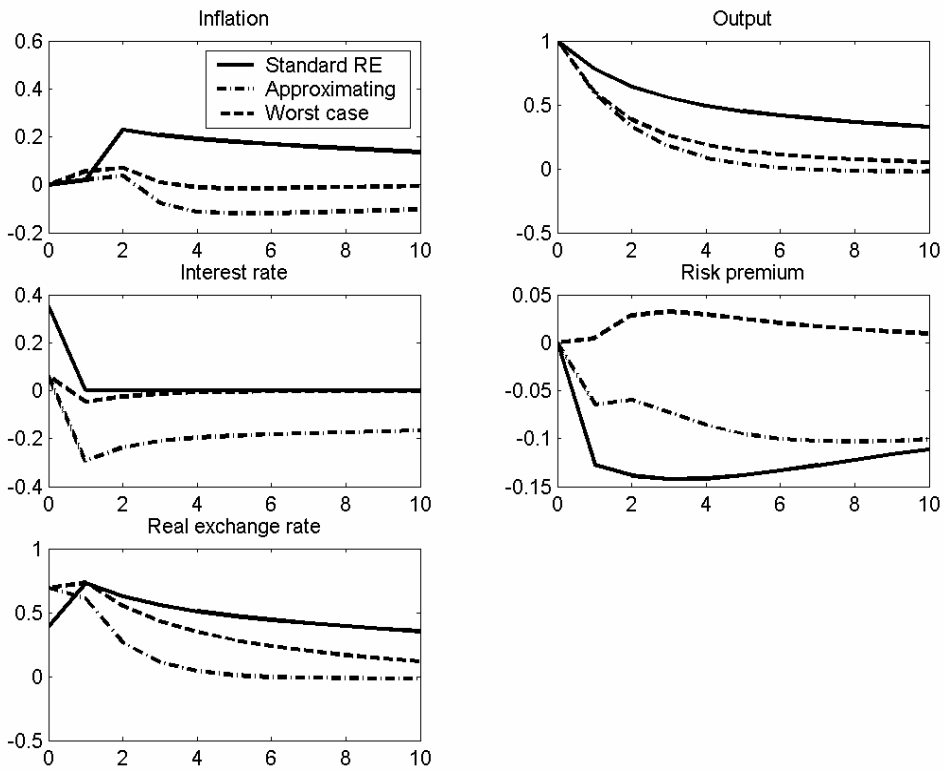 Inflation
0.6
0.4
0.2
0
-0.2
0 2 4 6 8 10
Standard RE
Approximating
Worst case
Output
1
0.5
0
-0.5
0 2 4 6 8 10
Interest rate
0.4
0.2
0
-0.2
-0.4
0 2 4 6 8 10
Risk premium
0.05
0
-0.05
-0.1
-0.15
0 2 4 6 8 10
Real exchange rate
1
0.5
0
-0.5
0 2 4 6 8 10